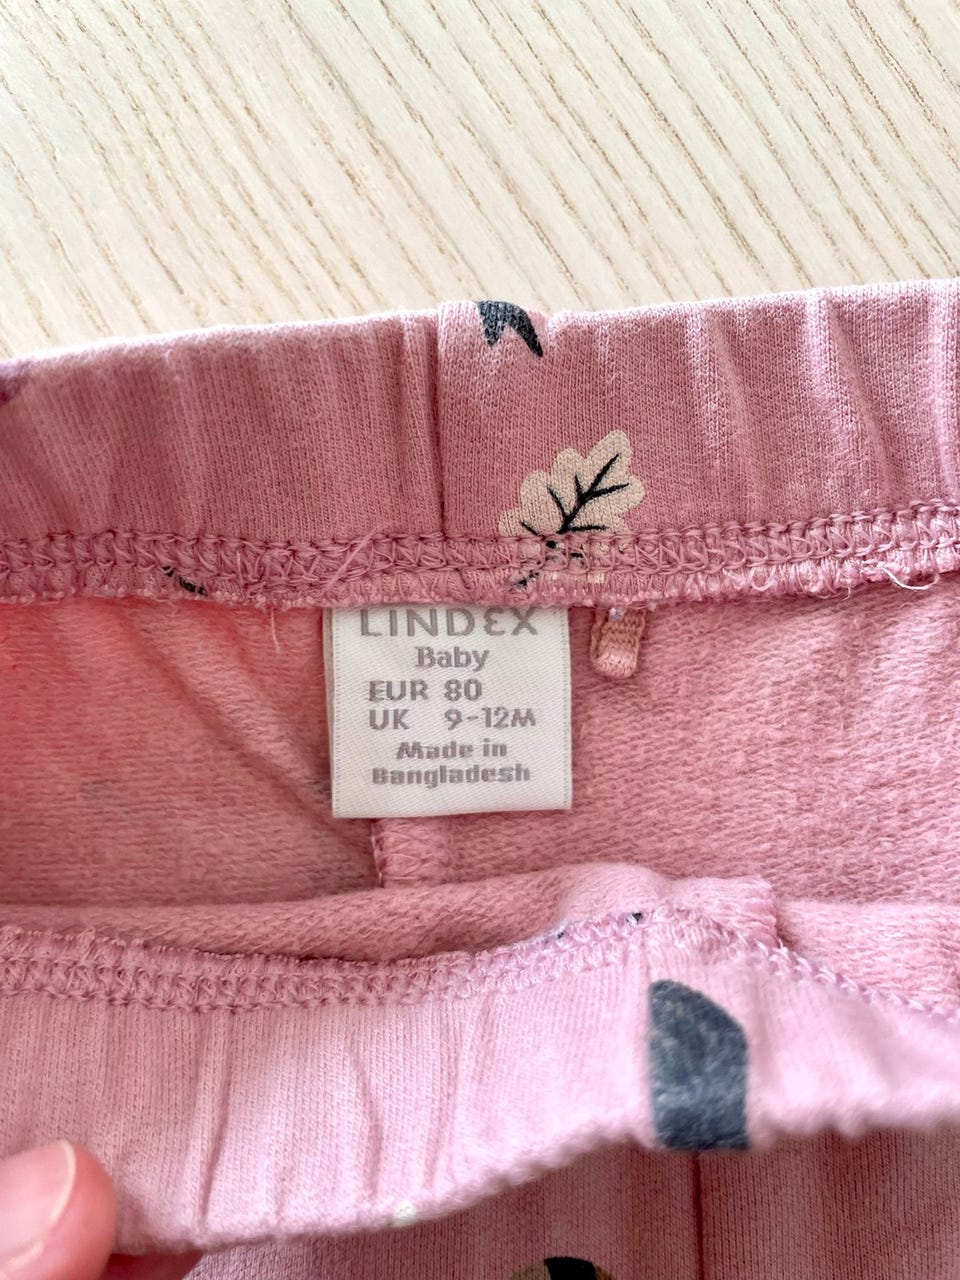 LINDEX
Baby
EUR 80
UK 9-12M
Made in
Bangladesh